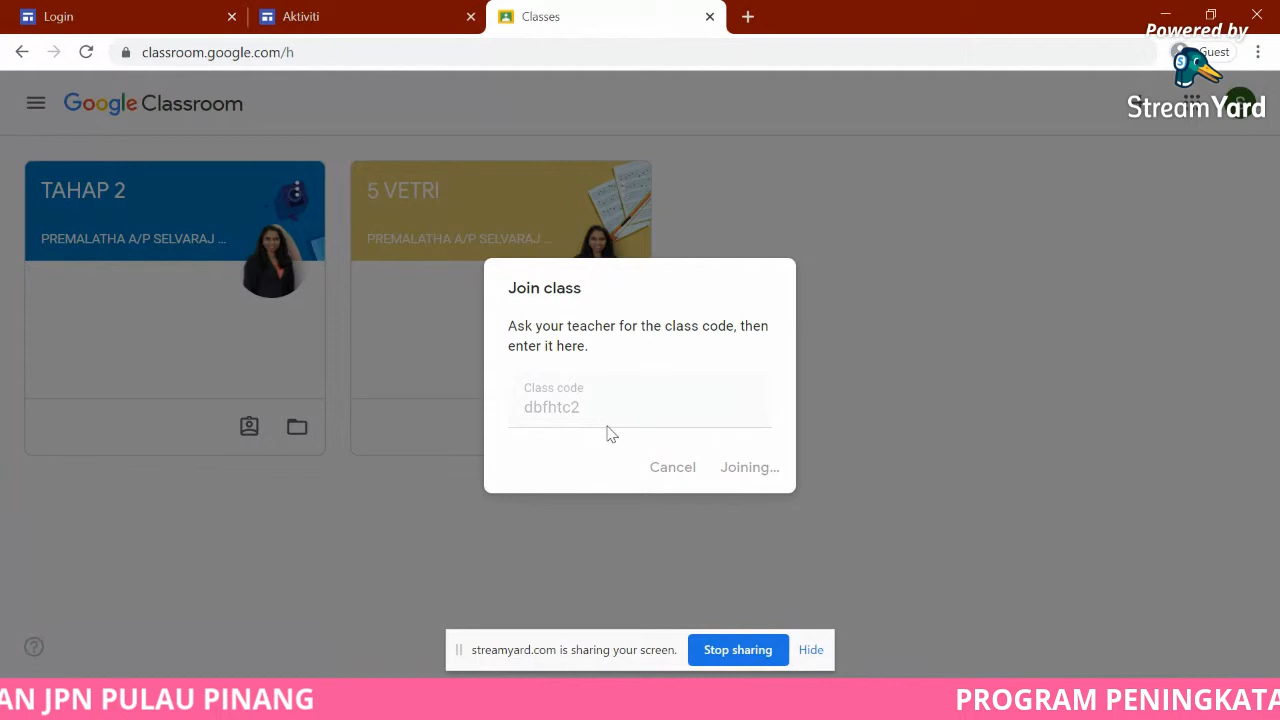 Login
Aktiviti
Classes
Powered by
classroom.google.com/h
Guest
Google Classroom
StreamYard
TAHAP 2
PREMALATHA A/P SELVARAJ ...
5 VETRI
PREMALATHA A/P SELVARAJ ...
Join class
Ask your teacher for the class code, then
enter it here.
Class code
dbfhtc2
Cancel
Joining...
streamyard.com is sharing your screen.
Stop sharing
Hide
AN JPN PULAU PINANG
PROGRAM PENINGKATA